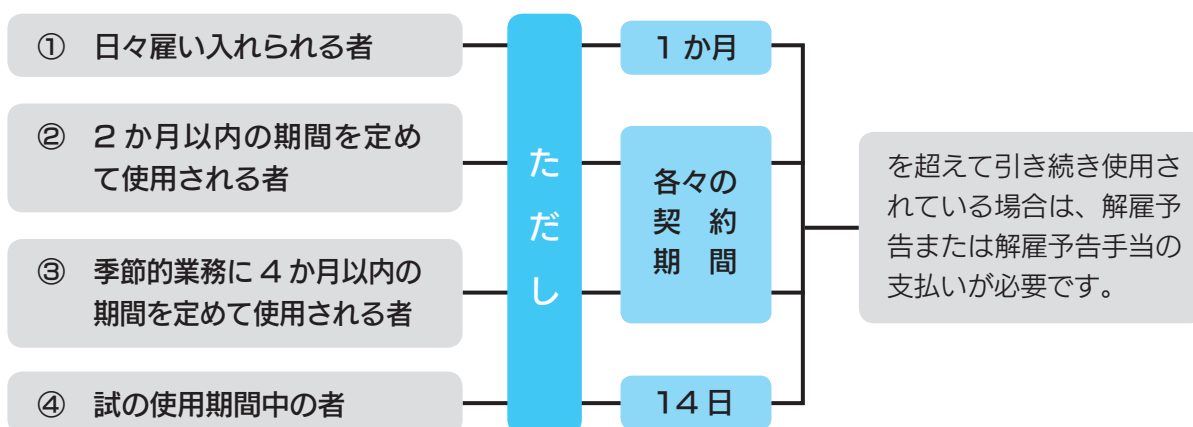 ① 日々雇い入れられる者
② 2か月以内の期間を定め
て使用される者
③ 季節的業務に4か月以内の
期間を定めて使用される者
④ 試の使用期間中の者
ただし
1か月
各々の
契約
期間
14日
を超えて引き続き使用さ
れている場合は、解雇予
告または解雇予告手当の
支払いが必要です。